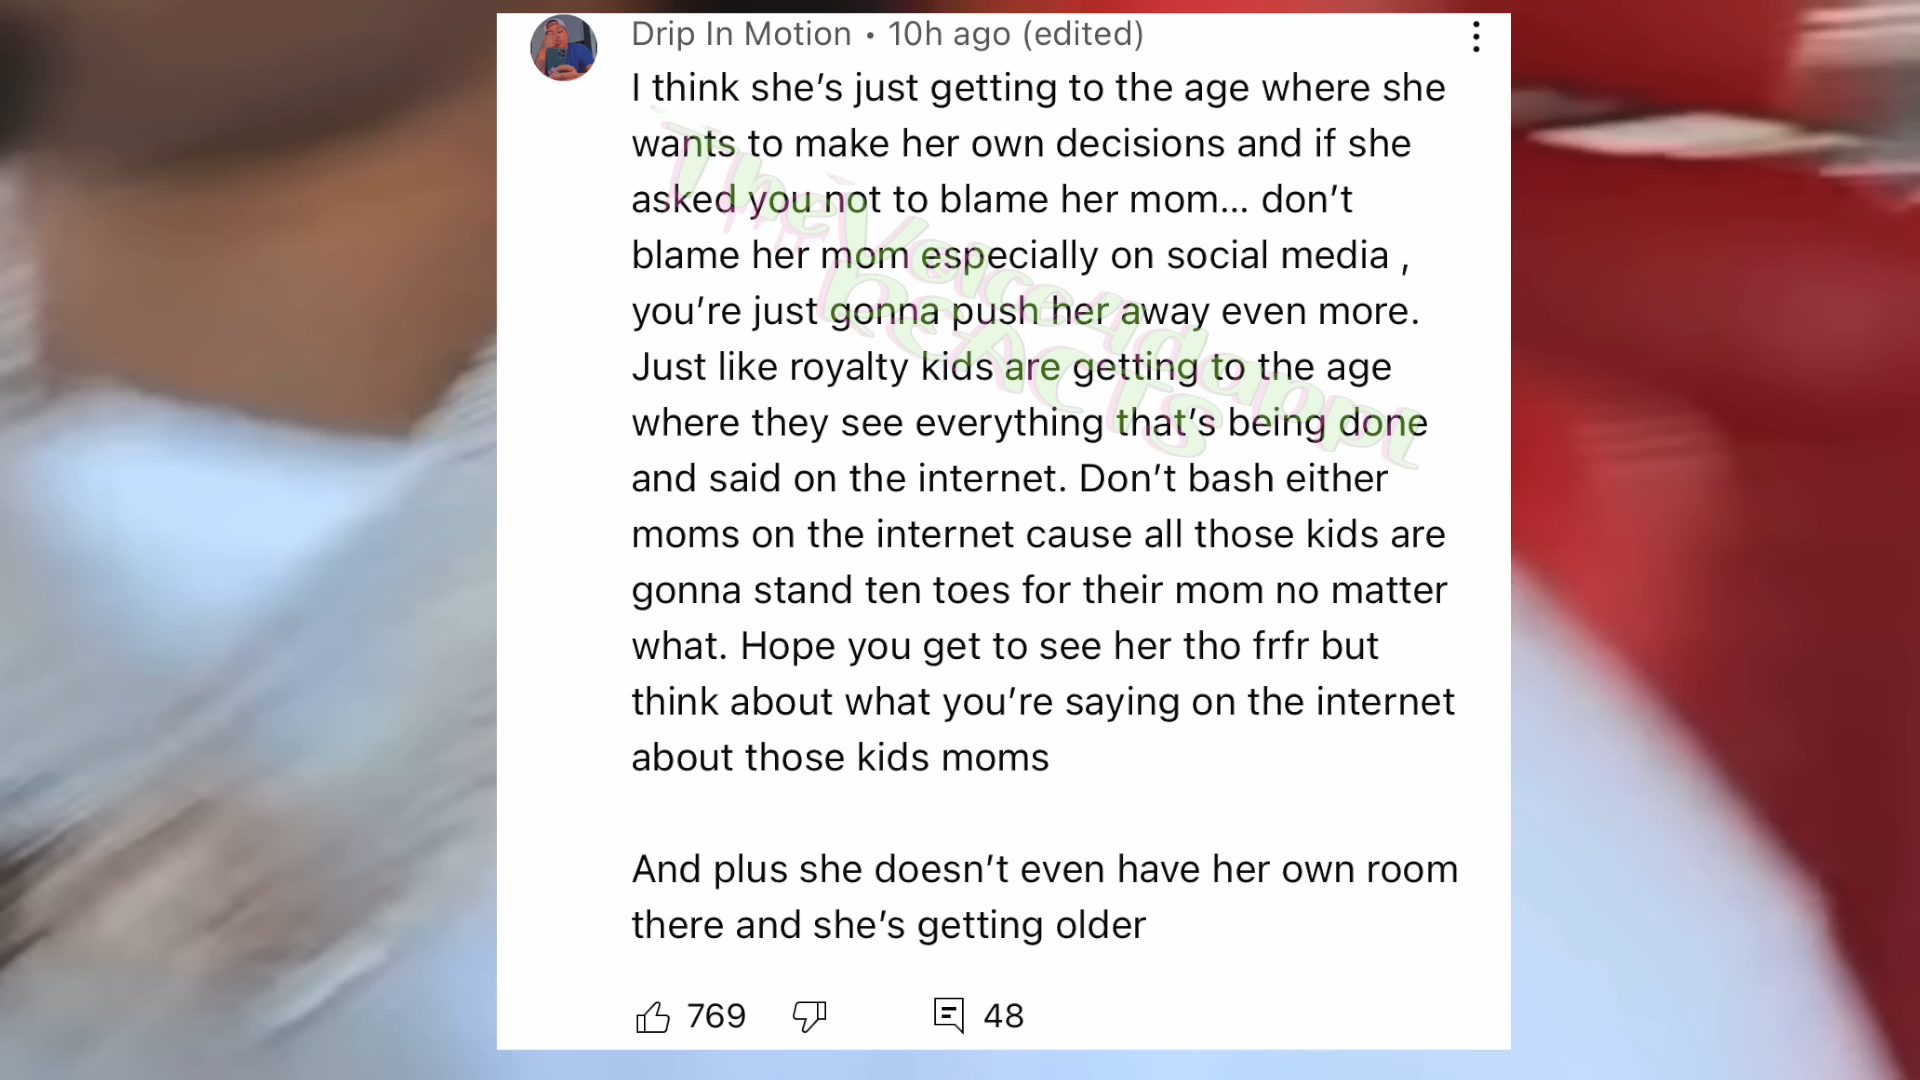 Drip In Motion • 10h ago (edited)
I think she’s just getting to the age where she
wants to make her own decisions and if she
asked you not to blame her mom... don’t
blame her mom especially on social media ,
you’re just gonna push her away even more.
Just like royalty kids are getting to the age
where they see everything that’s being done
and said on the internet. Don’t bash either
moms on the internet cause all those kids are
gonna stand ten toes for their mom no matter
what. Hope you get to see her tho frfr but
think about what you’re saying on the internet
about those kids moms
And plus she doesn’t even have her own room
there and she’s getting older
769 48
TheVoiceadappt
REACTS